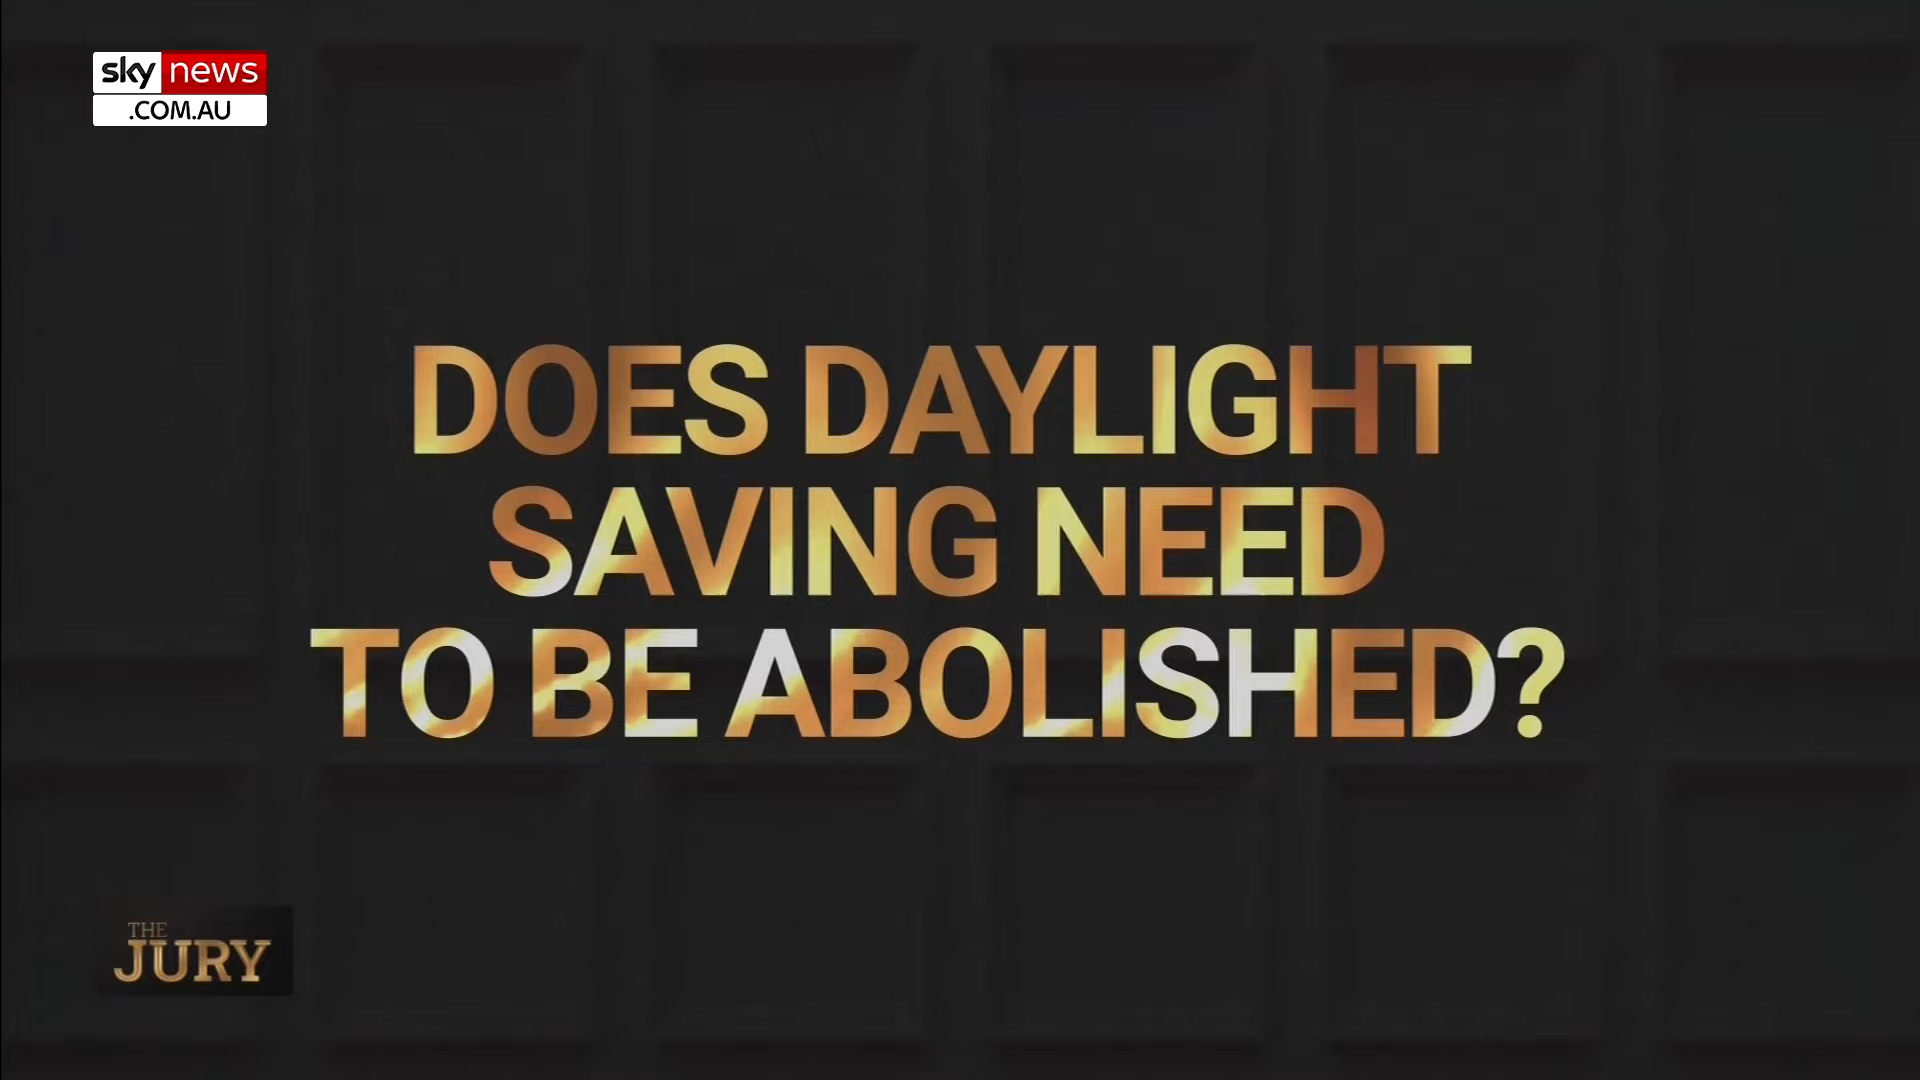 sky news
.COM.AU
DOES DAYLIGHT
SAVING NEED
TO BE ABOLISHED?
THE
JURY